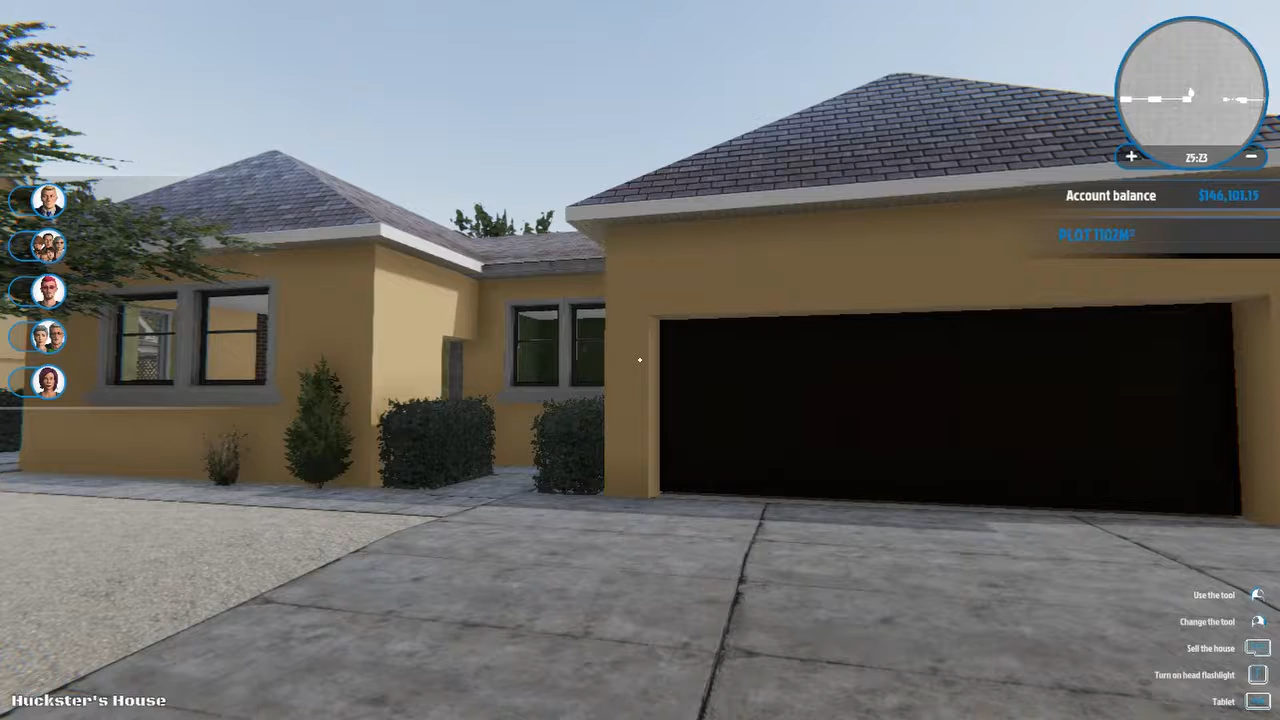 + 25:23 −
Account balance $146,101.15
PLOT 1102M²
Use the tool
Change the tool
Sell the house
Turn on head flashlight
Tablet
Huckster's House